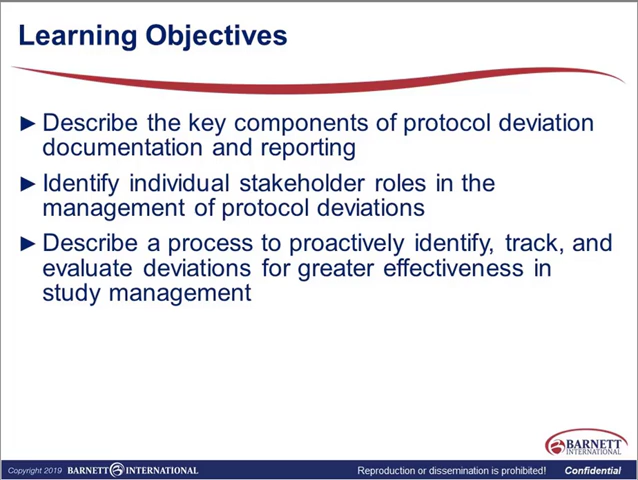 Learning Objectives
► Describe the key components of protocol deviation
documentation and reporting
► Identify individual stakeholder roles in the
management of protocol deviations
► Describe a process to proactively identify, track, and
evaluate deviations for greater effectiveness in
study management
BARNETT
INTERNATIONAL
Copyright 2019 BARNETT INTERNATIONAL Reproduction or dissemination is prohibited! Confidential